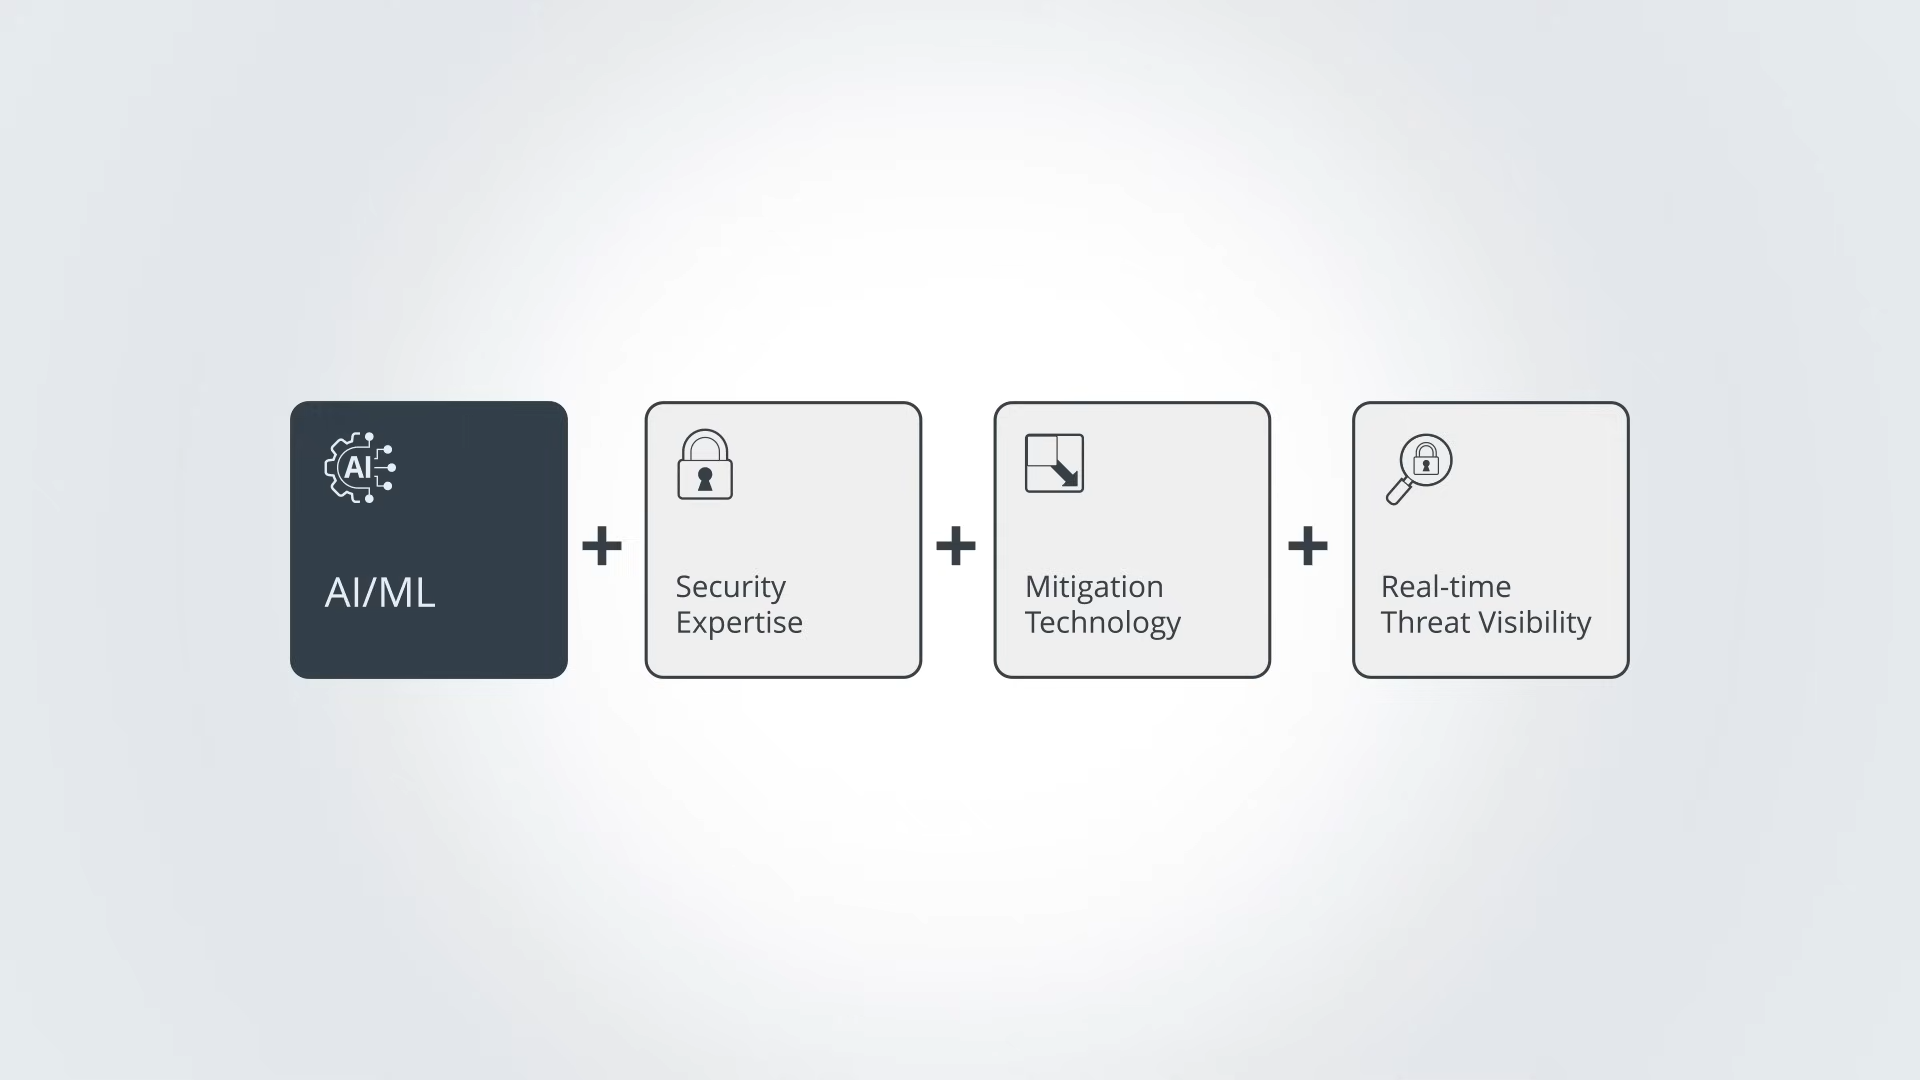 AI
AI/ML
+
Security
Expertise
+
Mitigation
Technology
+
Real-time
Threat Visibility